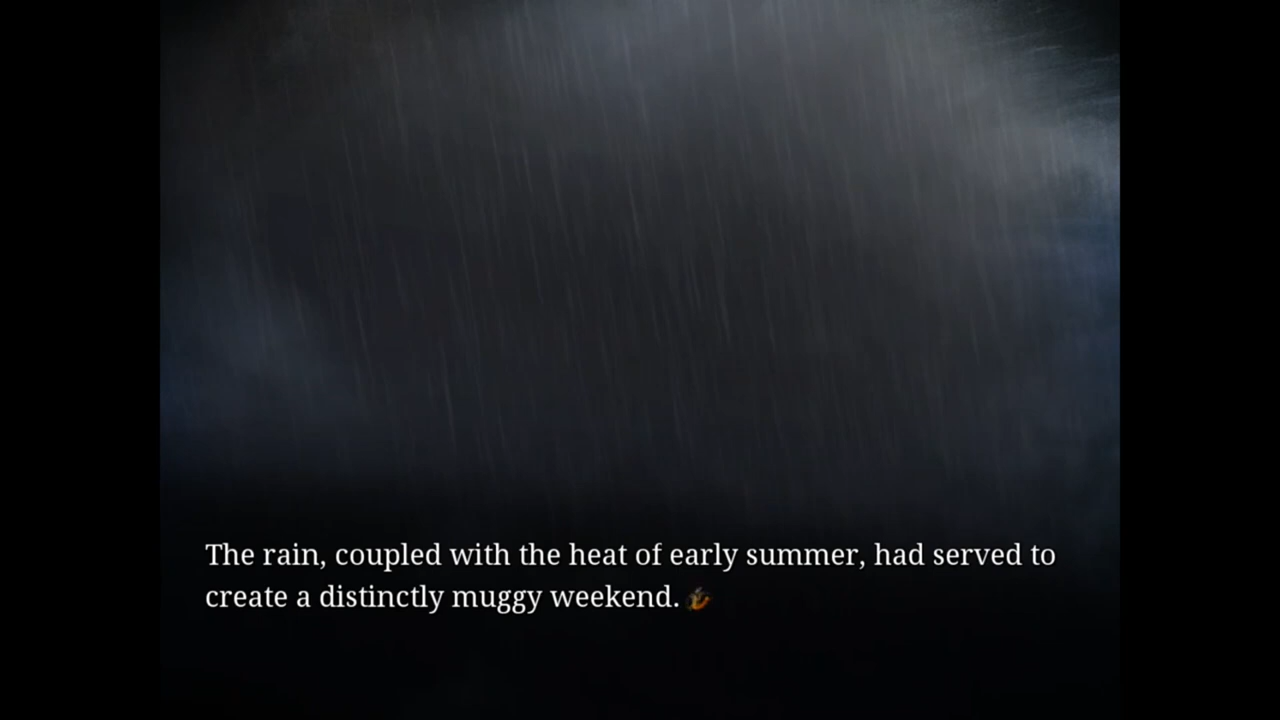 The rain, coupled with the heat of early summer, had served to
create a distinctly muggy weekend.